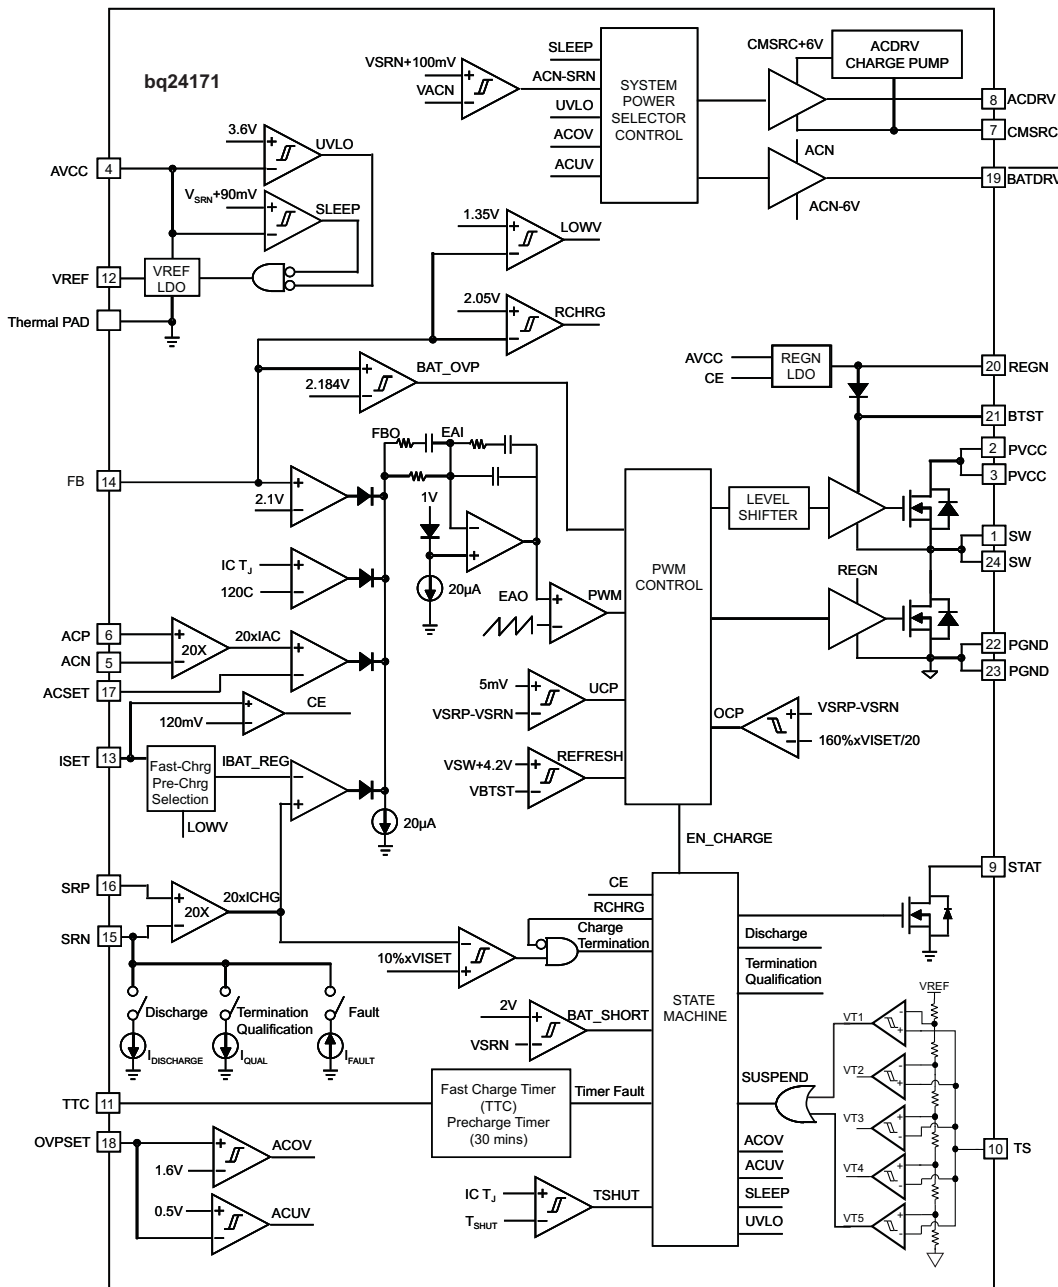 bq24171
VSRN+100mV
VACN
ACN-SRN
SLEEP
UVLO
ACOV
ACUV
SYSTEM
POWER
SELECTOR
CONTROL
CMSRC+6V
ACDRV
CHARGE PUMP
8 ACDRV
7 CMSRC
ACN
19 BATDRV
ACN-6V
3.6V
UVLO
AVCC 4
VSRN+90mV
SLEEP
VREF 12
VREF
LDO
Thermal PAD
1.35V
LOWV
2.05V
RCHRG
BAT_OVP
2.184V
AVCC
CE
REGN
LDO
20 REGN
21 BTST
2 PVCC
3 PVCC
1 SW
24 SW
FBO
EAI
FB 14
2.1V
1V
20µA
LEVEL
SHIFTER
PWM
CONTROL
IC TJ
120C
EAO
PWM
REGN
22 PGND
23 PGND
ACP 6
ACN 5
20X
20xIAC
ACSET 17
CE
120mV
5mV
UCP
VSRP-VSRN
OCP
VSRP-VSRN
160%xVISET/20
ISET 13
Fast-Chrg
Pre-Chrg
Selection
IBAT_REG
LOWV
20µA
VSW+4.2V
REFRESH
VBTST
EN_CHARGE
SRP 16
SRN 15
20X
20xICHG
CE
RCHRG
Charge
Termination
10%xVISET
9 STAT
Discharge
Termination
Qualification
STATE
MACHINE
Discharge
Termination
Qualification
Fault
IDISCHARGE
IQUAL
IFAULT
2V
BAT_SHORT
VSRN
VREF
VT1
VT2
VT3
VT4
VT5
SUSPEND
10 TS
TTC 11
Fast Charge Timer
(TTC)
Precharge Timer
(30 mins)
Timer Fault
OVPSET 18
ACOV
1.6V
0.5V
ACUV
IC TJ
TSHUT
TSHUT
ACOV
ACUV
SLEEP
UVLO